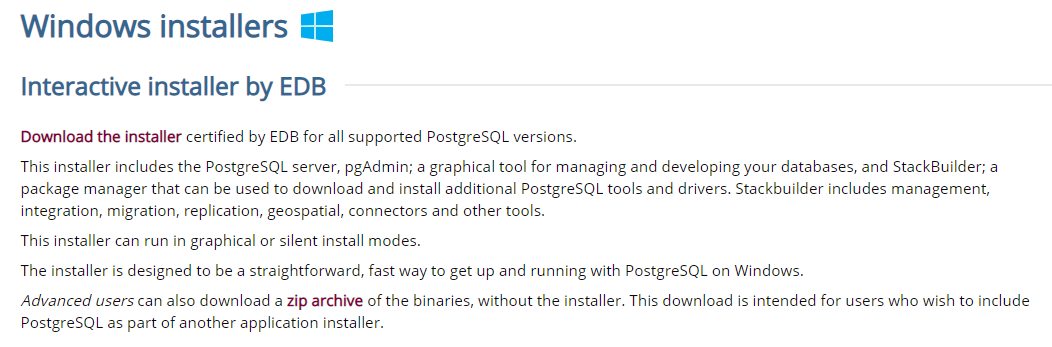 Windows installers
Interactive installer by EDB
Download the installer certified by EDB for all supported PostgreSQL versions.
This installer includes the PostgreSQL server, pgAdmin; a graphical tool for managing and developing your databases, and StackBuilder; a
package manager that can be used to download and install additional PostgreSQL tools and drivers. Stackbuilder includes management,
integration, migration, replication, geospatial, connectors and other tools.
This installer can run in graphical or silent install modes.
The installer is designed to be a straightforward, fast way to get up and running with PostgreSQL on Windows.
Advanced users can also download a zip archive of the binaries, without the installer. This download is intended for users who wish to include
PostgreSQL as part of another application installer.